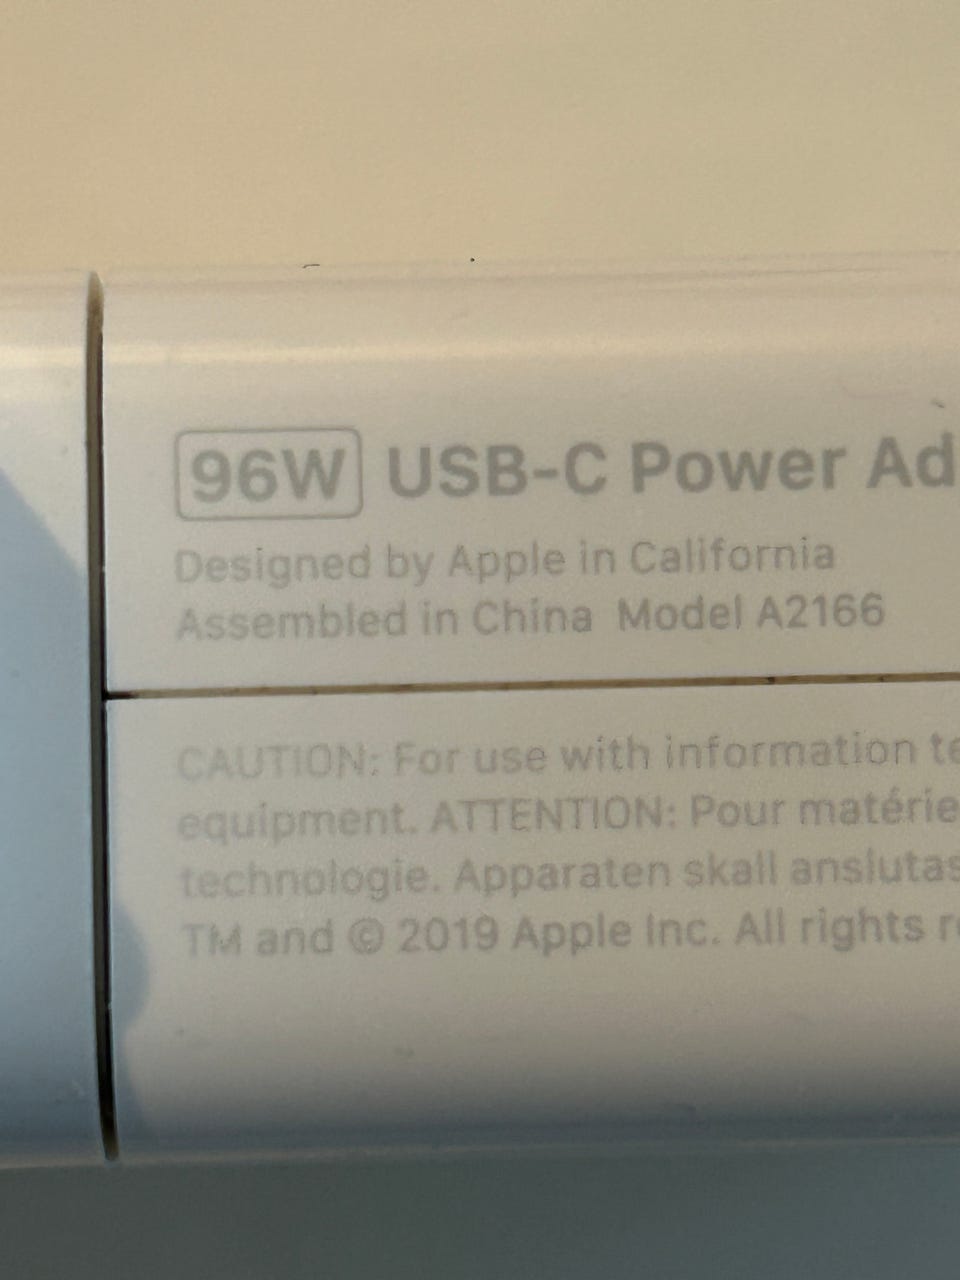 96W USB-C Power Ad
Designed by Apple in California
Assembled in China Model A2166
CAUTION: For use with information te
equipment. ATTENTION: Pour matérie
technologie. Apparaten skall anslutas
TM and © 2019 Apple Inc. All rights re